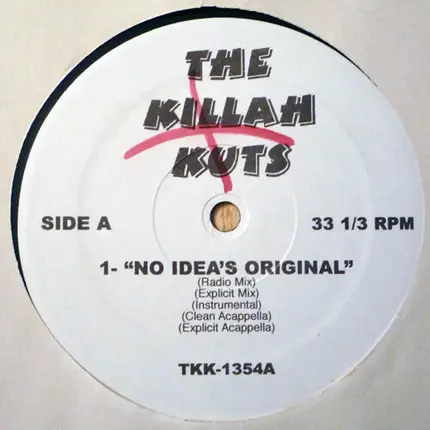 THE
KILLAH
KUTS
SIDE A 33 1/3 RPM
1- “NO IDEA'S ORIGINAL”
(Radio Mix)
(Explicit Mix)
(Instrumental)
(Clean Acappella)
(Explicit Acappella)
TKK-1354A